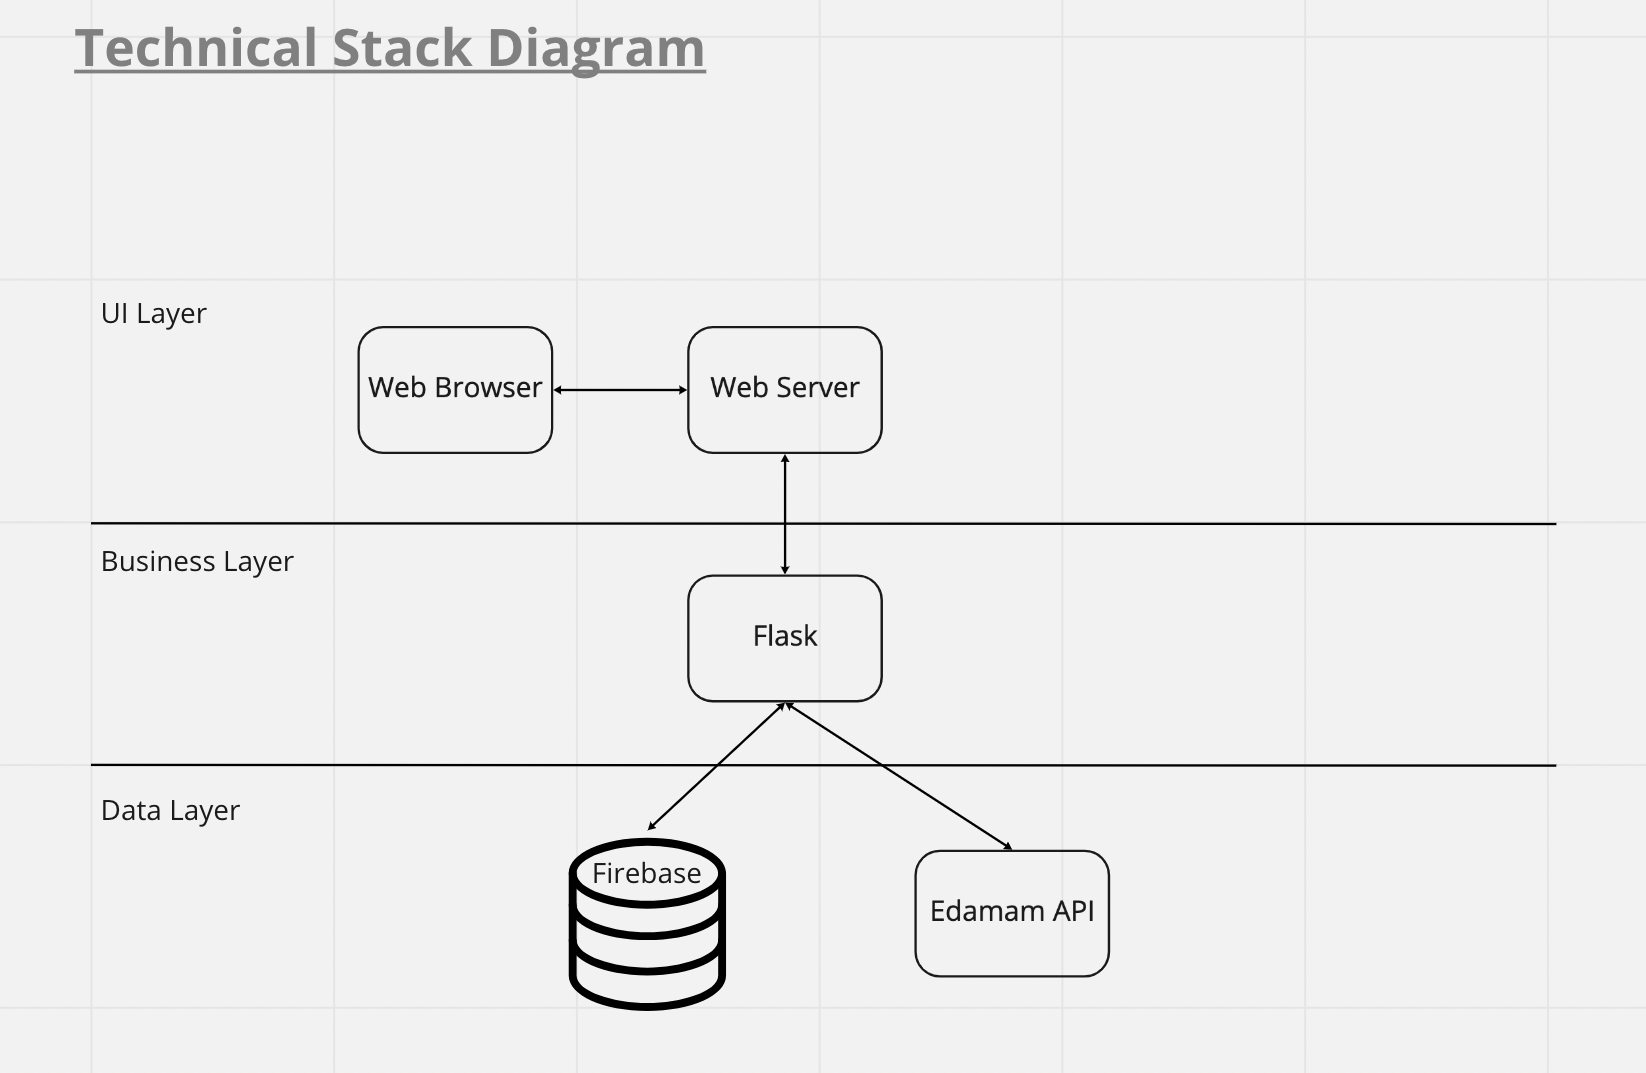 Technical Stack Diagram
UI Layer
Web Browser
Web Server
Business Layer
Flask
Data Layer
Firebase
Edamam API